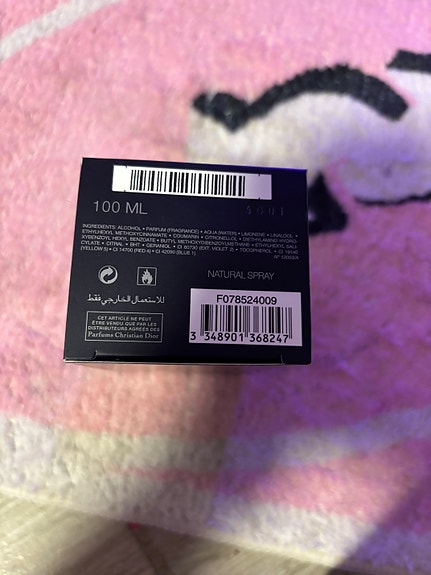 100 ML
INGREDIENTS: ALCOHOL • PARFUM (FRAGRANCE) • AQUA (WATER) • LIMONENE • LINALOOL •
ETHYLHEXYL METHOXYCINNAMATE • COUMARIN • CITRONELLOL • DIETHYLAMINO HYDRO-
XYBENZOYL HEXYL BENZOATE • BUTYL METHOXYDIBENZOYLMETHANE • ETHYLHEXYL SALI-
CYLATE • CITRAL • BHT • GERANIOL • CI 60730 (EXT. VIOLET 2) • TOCOPHEROL • CI 19140
(YELLOW 5) • CI 14700 (RED 4) • CI 42090 (BLUE 1).
NATURAL SPRAY
للاستعمال الخارجي فقط
F078524009
3 348901 368247
CET ARTICLE NE PEUT
ÊTRE VENDU QUE PAR LES
DISTRIBUTEURS AGRÉÉS DES
Parfums Christian Dior